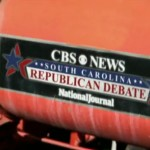 CBS NEWS
SOUTH CAROLINA
REPUBLICAN DEBATE
NationalJournal